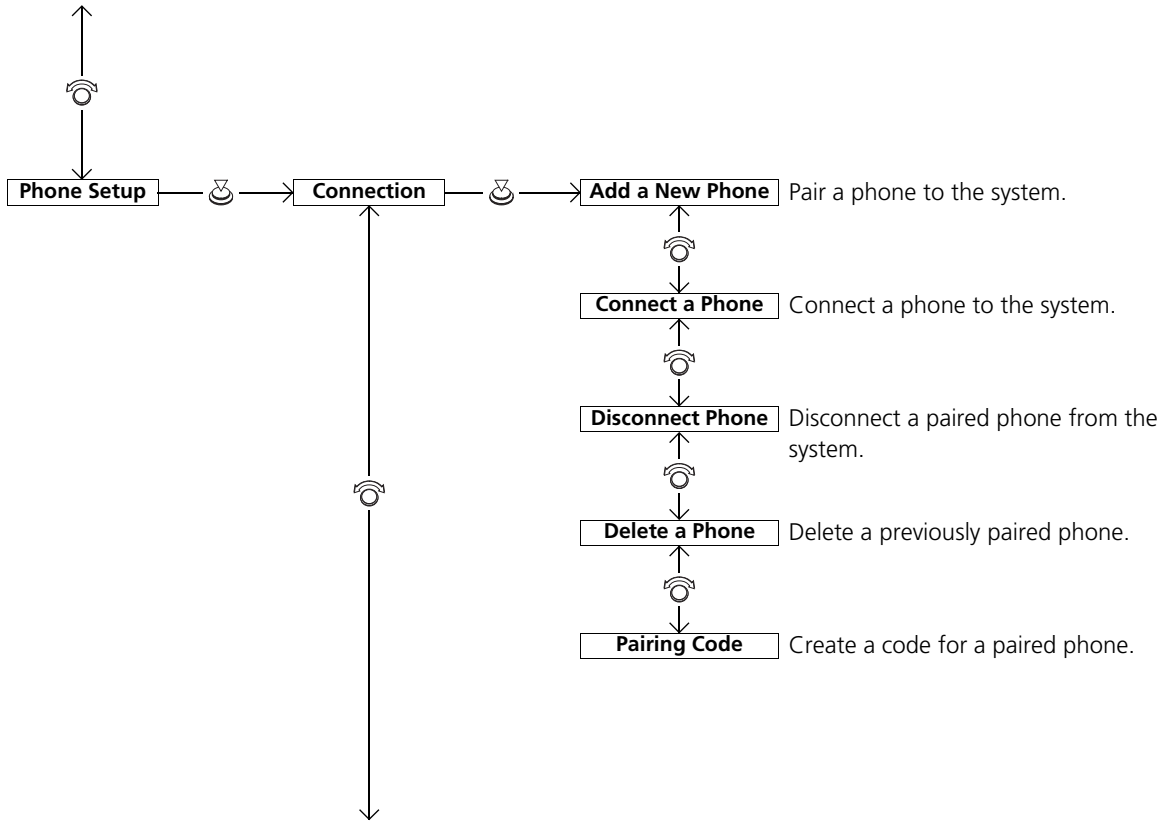 Phone Setup
Connection
Add a New Phone
Pair a phone to the system.
Connect a Phone
Connect a phone to the system.
Disconnect Phone
Disconnect a paired phone from the
system.
Delete a Phone
Delete a previously paired phone.
Pairing Code
Create a code for a paired phone.